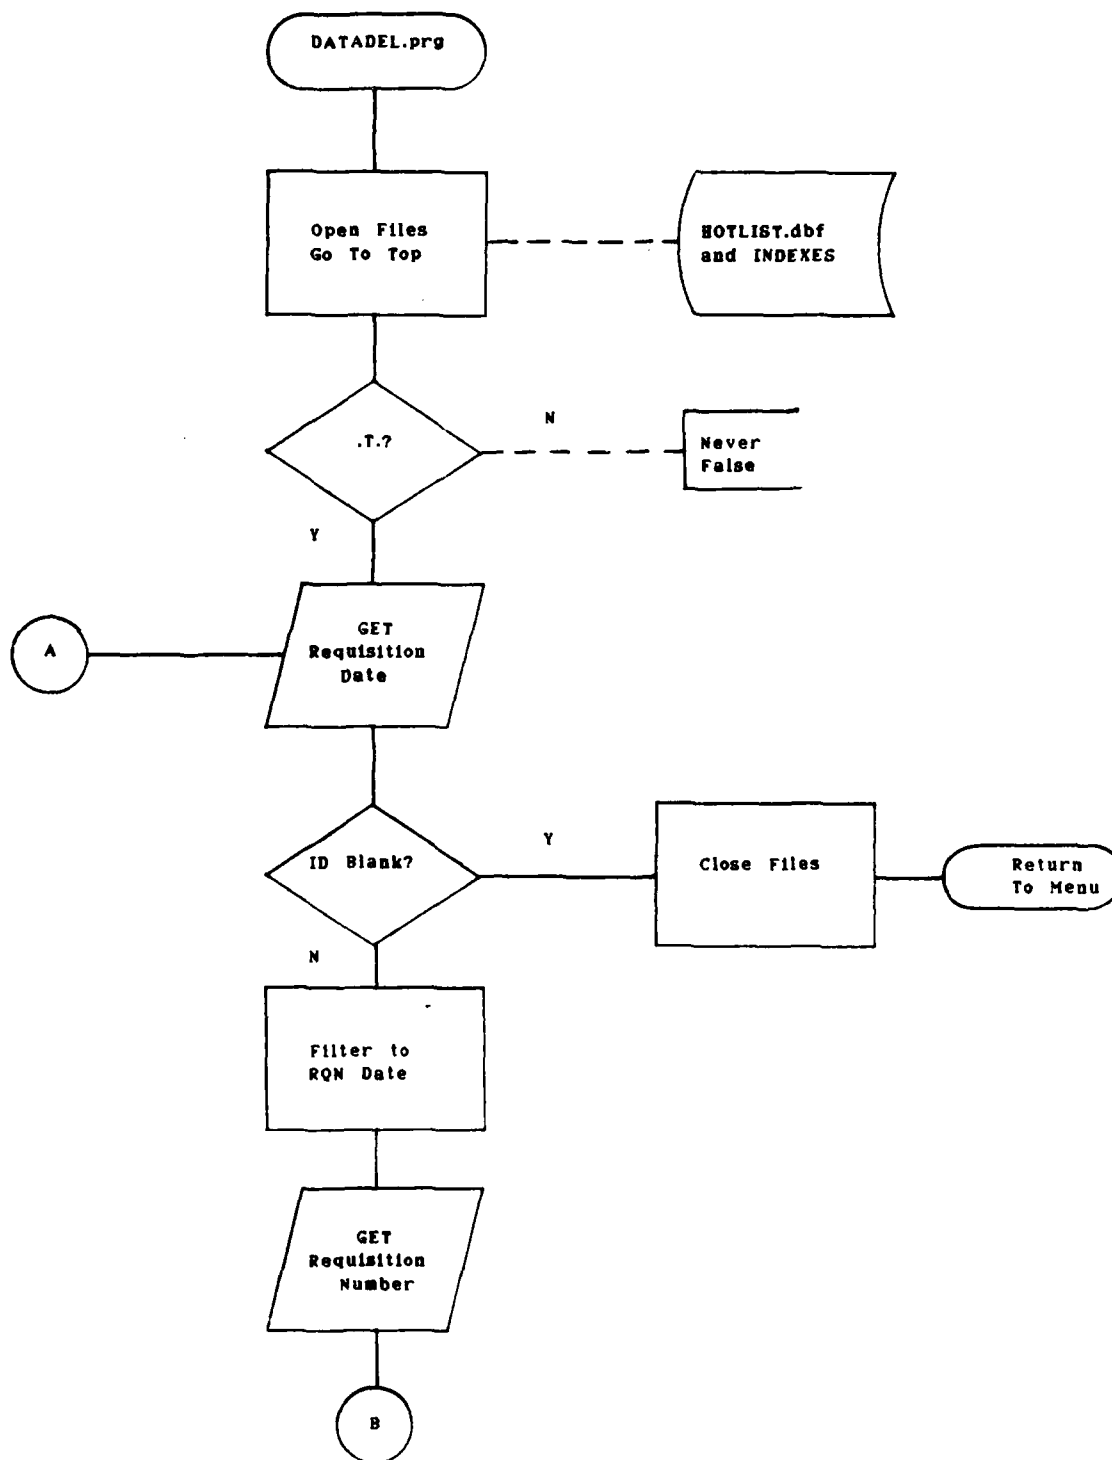 DATADEL.prg
Open Files
Go To Top
HOTLIST.dbf
and INDEXES
.T.?
N
Never
False
Y
GET
Requisition
Date
A
ID Blank?
Y
Close Files
Return
To Menu
N
Filter to
RQN Date
GET
Requisition
Number
B